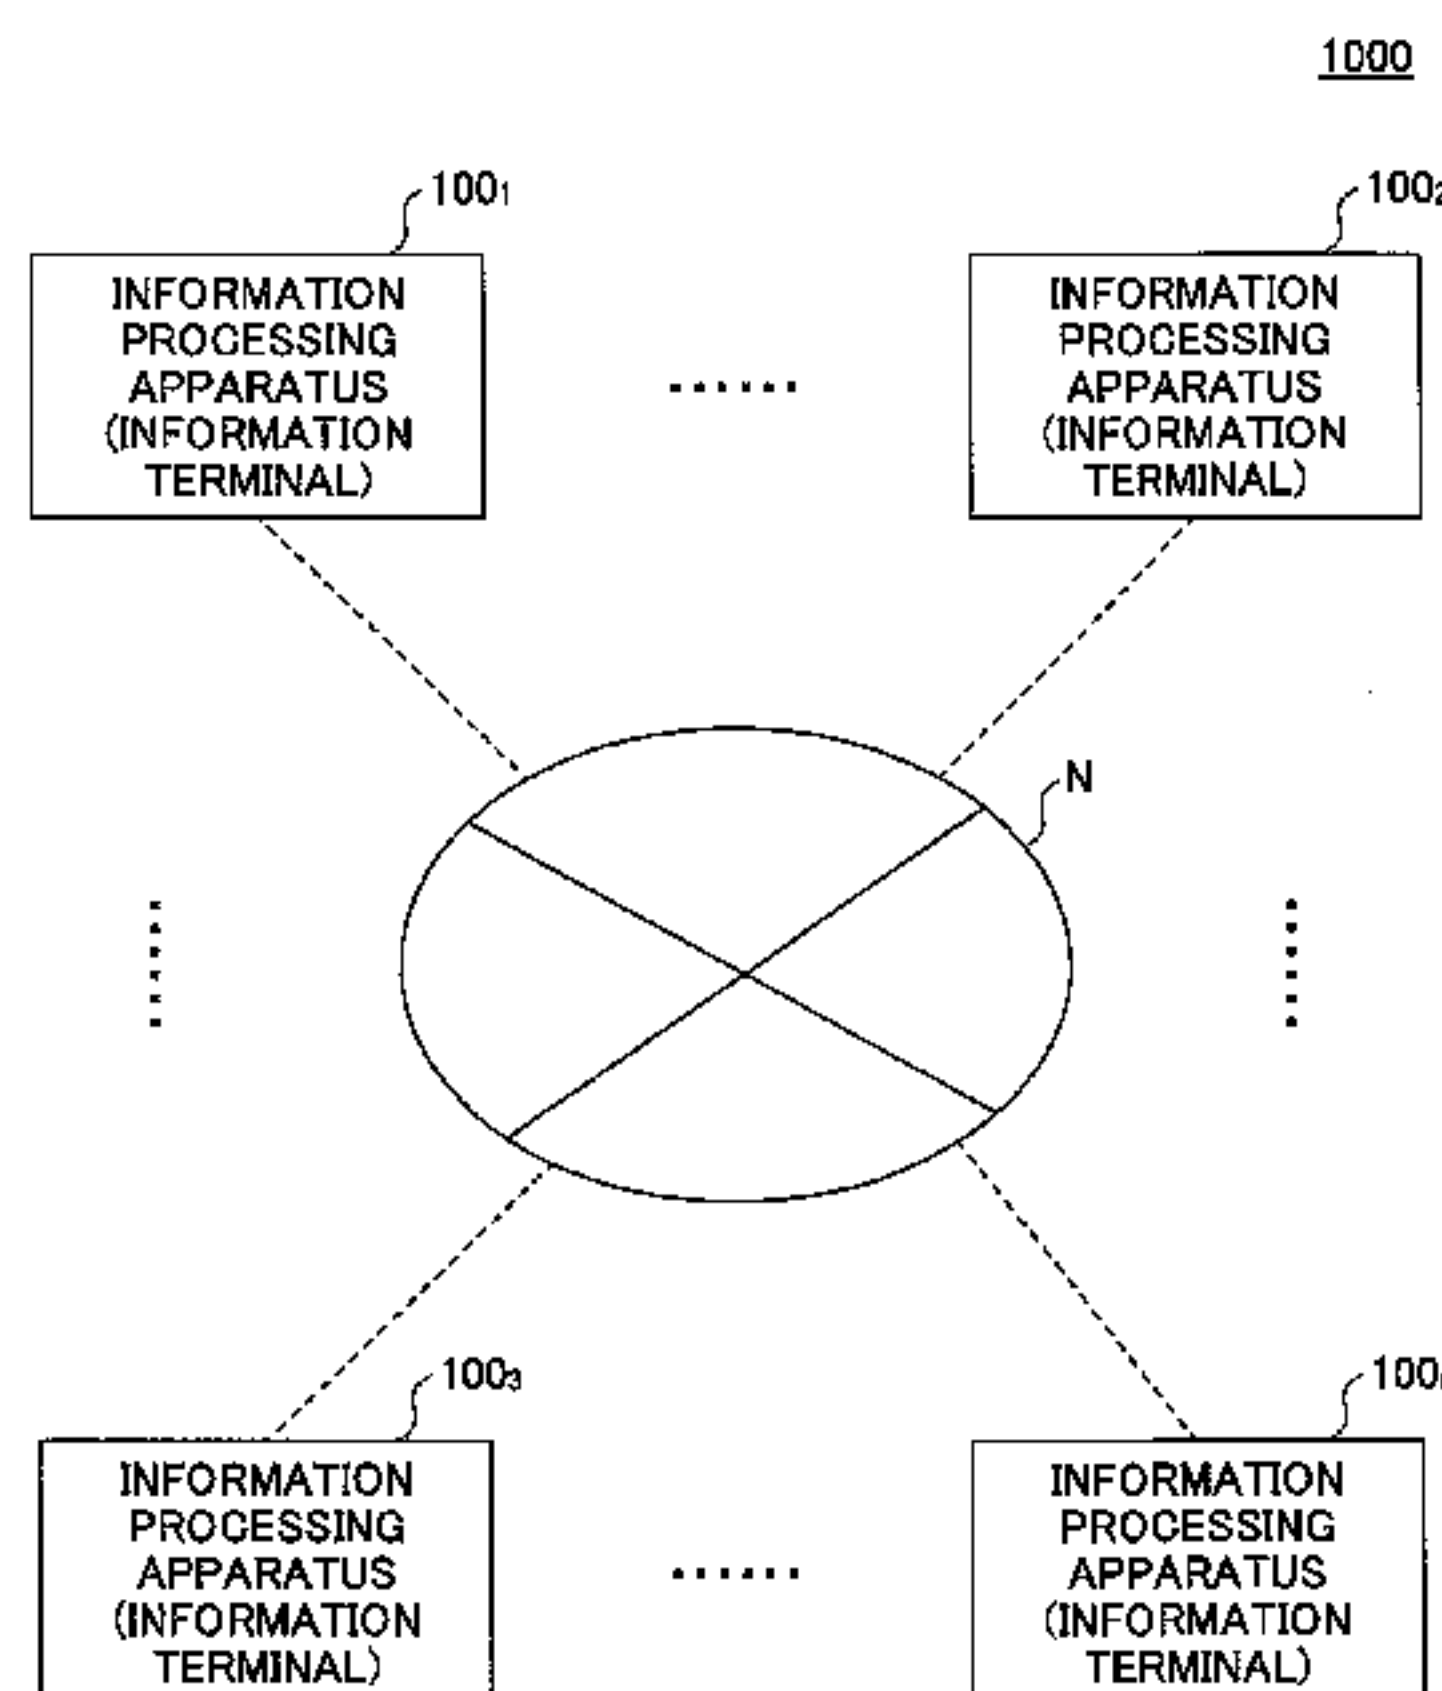 1000
100₁
100₂
INFORMATION
PROCESSING
APPARATUS
(INFORMATION
TERMINAL)
INFORMATION
PROCESSING
APPARATUS
(INFORMATION
TERMINAL)
N
100₃
100
INFORMATION
PROCESSING
APPARATUS
(INFORMATION
TERMINAL)
INFORMATION
PROCESSING
APPARATUS
(INFORMATION
TERMINAL)